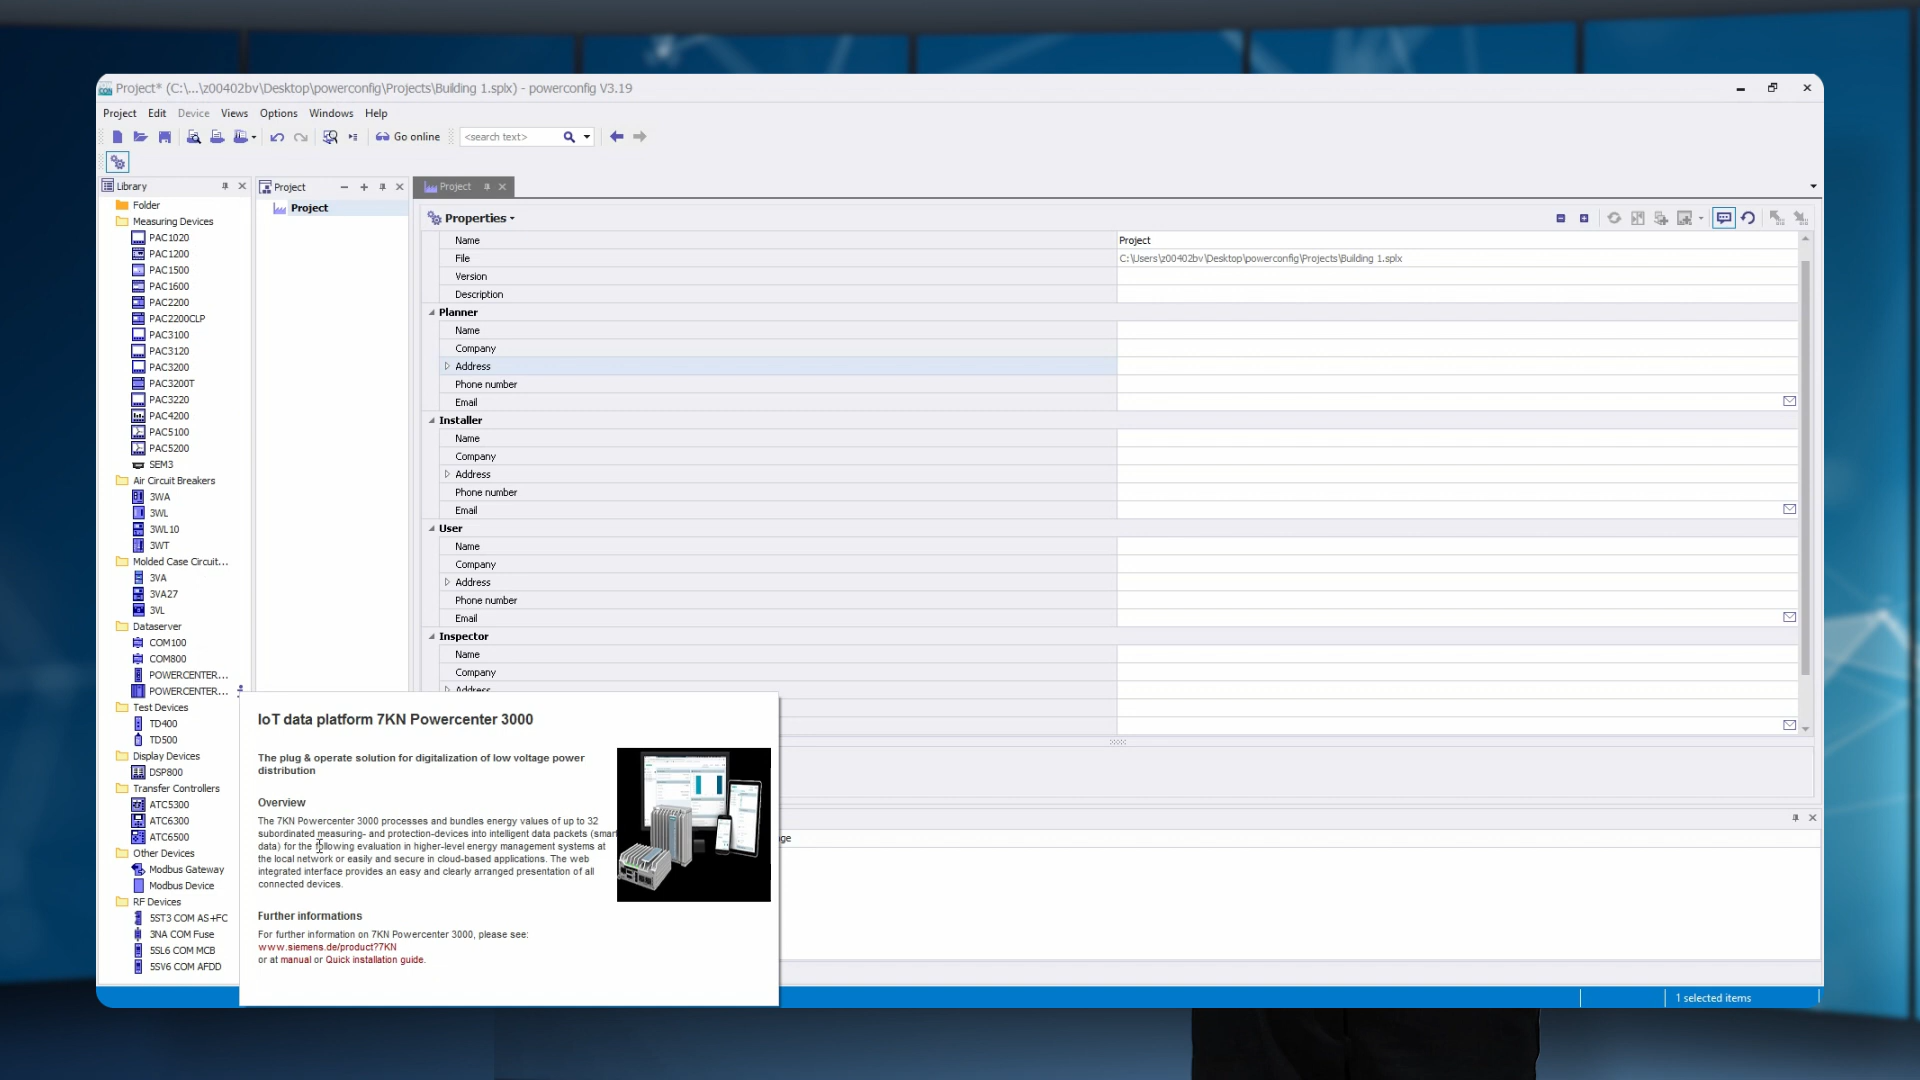 Project* (C:\...\z00402bv\Desktop\powerconfig\Projects\Building 1.splx) - powerconfig V3.19
Project Edit Device Views Options Windows Help
Go online <search text>
Library
Folder
Measuring Devices
PAC1020
PAC1200
PAC1500
PAC1600
PAC2200
PAC2200CLP
PAC3100
PAC3120
PAC3200
PAC3200T
PAC3220
PAC4200
PAC5100
PAC5200
SEM3
Air Circuit Breakers
3WA
3WL
3WL10
3WT
Molded Case Circuit...
3VA
3VA27
3VL
Dataserver
COM100
COM800
POWERCENTER...
POWERCENTER...
Test Devices
TD400
TD500
Display Devices
DSP800
Transfer Controllers
ATC5300
ATC6300
ATC6500
Other Devices
Modbus Gateway
Modbus Device
RF Devices
5ST3 COM AS+FC
3NA COM Fuse
5SL6 COM MCB
5SV6 COM AFDD
Project
Project
Project
Properties
Name Project
File C:\Users\z00402bv\Desktop\powerconfig\Projects\Building 1.splx
Version
Description
Planner
Name
Company
Address
Phone number
Email
Installer
Name
Company
Address
Phone number
Email
User
Name
Company
Address
Phone number
Email
Inspector
Name
Company
Address
IoT data platform 7KN Powercenter 3000
The plug & operate solution for digitalization of low voltage power
distribution
Overview
The 7KN Powercenter 3000 processes and bundles energy values of up to 32
subordinated measuring- and protection-devices into intelligent data packets (smart
data) for the following evaluation in higher-level energy management systems at
the local network or easily and secure in cloud-based applications. The web
integrated interface provides an easy and clearly arranged presentation of all
connected devices.
Further informations
For further information on 7KN Powercenter 3000, please see:
www.siemens.de/product?7KN
or at manual or Quick installation guide.
ge
1 selected items